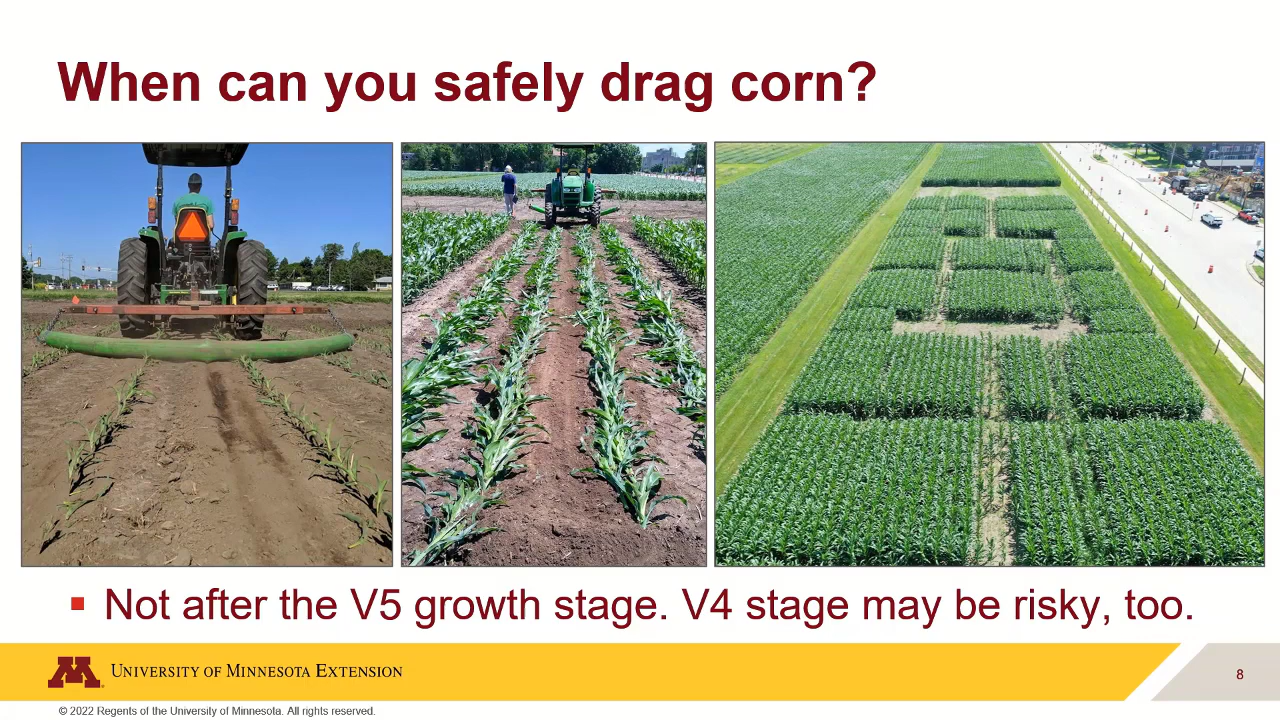 When can you safely drag corn?
▪ Not after the V5 growth stage. V4 stage may be risky, too.
M
UNIVERSITY OF MINNESOTA EXTENSION
8
© 2022 Regents of the University of Minnesota. All rights reserved.